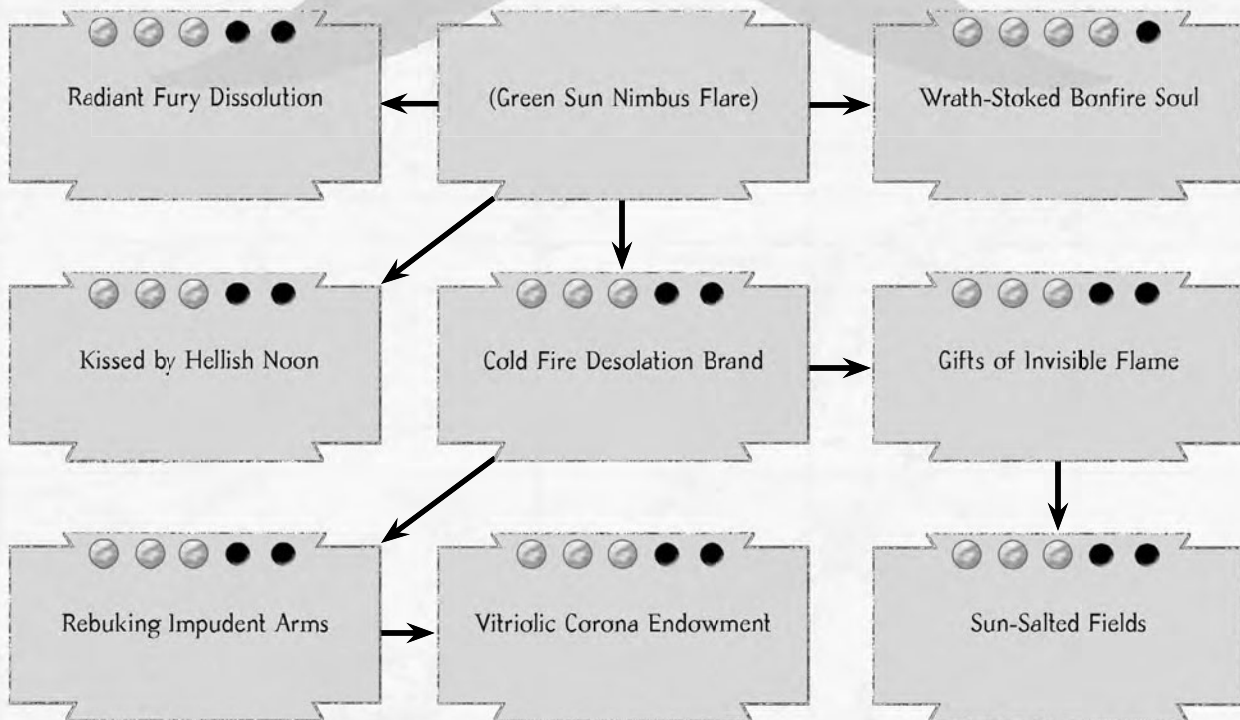 Radiant Fury Dissolution
(Green Sun Nimbus Flare)
Wrath-Stoked Bonfire Soul
Kissed by Hellish Noon
Cold Fire Desolation Brand
Gifts of Invisible Flame
Rebuking Impudent Arms
Vitriolic Corona Endowment
Sun-Salted Fields